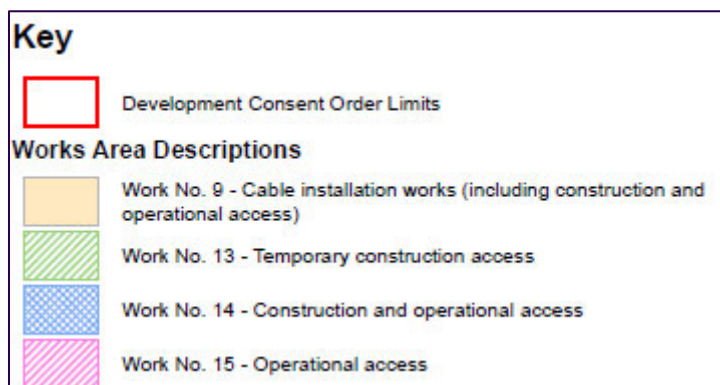 Key
Development Consent Order Limits
Works Area Descriptions
Work No. 9 - Cable installation works (including construction and
operational access)
Work No. 13 - Temporary construction access
Work No. 14 - Construction and operational access
Work No. 15 - Operational access